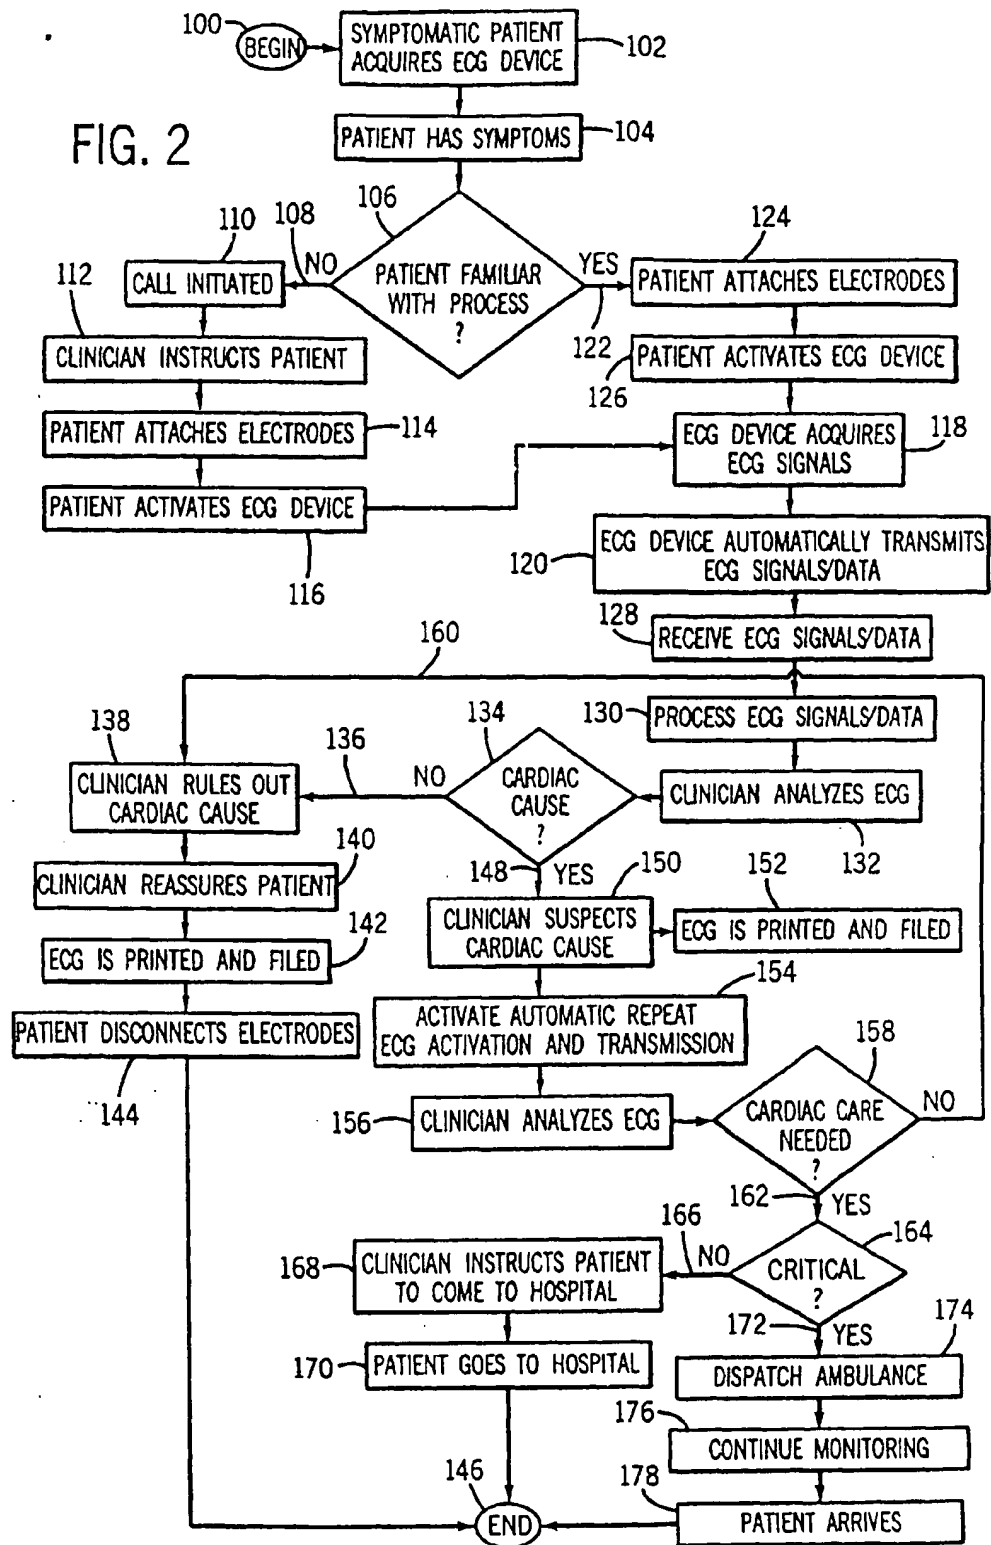 100
BEGIN
SYMPTOMATIC PATIENT
ACQUIRES ECG DEVICE
102
FIG. 2
PATIENT HAS SYMPTOMS
104
106
108
110
NO
PATIENT FAMILIAR
WITH PROCESS
?
YES
122
124
CALL INITIATED
PATIENT ATTACHES ELECTRODES
112
CLINICIAN INSTRUCTS PATIENT
PATIENT ACTIVATES ECG DEVICE
126
PATIENT ATTACHES ELECTRODES
114
ECG DEVICE ACQUIRES
ECG SIGNALS
118
PATIENT ACTIVATES ECG DEVICE
116
ECG DEVICE AUTOMATICALLY TRANSMITS
ECG SIGNALS/DATA
120
128
RECEIVE ECG SIGNALS/DATA
160
130
PROCESS ECG SIGNALS/DATA
138
136
134
CLINICIAN RULES OUT
CARDIAC CAUSE
NO
CARDIAC
CAUSE
?
CLINICIAN ANALYZES ECG
132
140
CLINICIAN REASSURES PATIENT
148
YES
150
152
CLINICIAN SUSPECTS
CARDIAC CAUSE
ECG IS PRINTED AND FILED
142
ECG IS PRINTED AND FILED
154
ACTIVATE AUTOMATIC REPEAT
ECG ACTIVATION AND TRANSMISSION
PATIENT DISCONNECTS ELECTRODES
144
156
CLINICIAN ANALYZES ECG
158
CARDIAC CARE
NEEDED
?
NO
162
YES
164
166
NO
CRITICAL
?
168
CLINICIAN INSTRUCTS PATIENT
TO COME TO HOSPITAL
172
YES
174
170
PATIENT GOES TO HOSPITAL
DISPATCH AMBULANCE
176
CONTINUE MONITORING
146
END
178
PATIENT ARRIVES